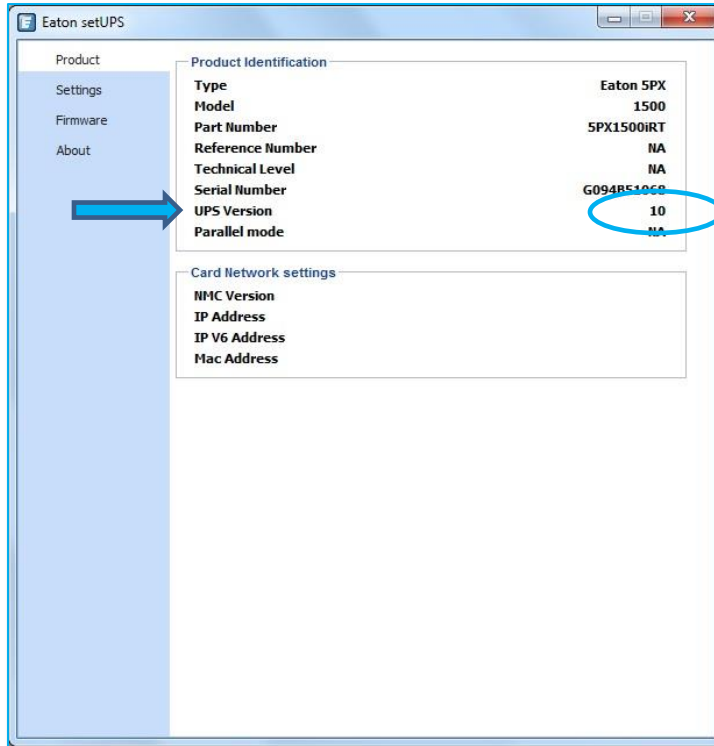 Eaton setUPS
Product
Settings
Firmware
About
Product Identification
Type Eaton 5PX
Model 1500
Part Number 5PX1500iRT
Reference Number NA
Technical Level NA
Serial Number G094B51068
UPS Version 10
Parallel mode NA
Card Network settings
NMC Version
IP Address
IP V6 Address
Mac Address